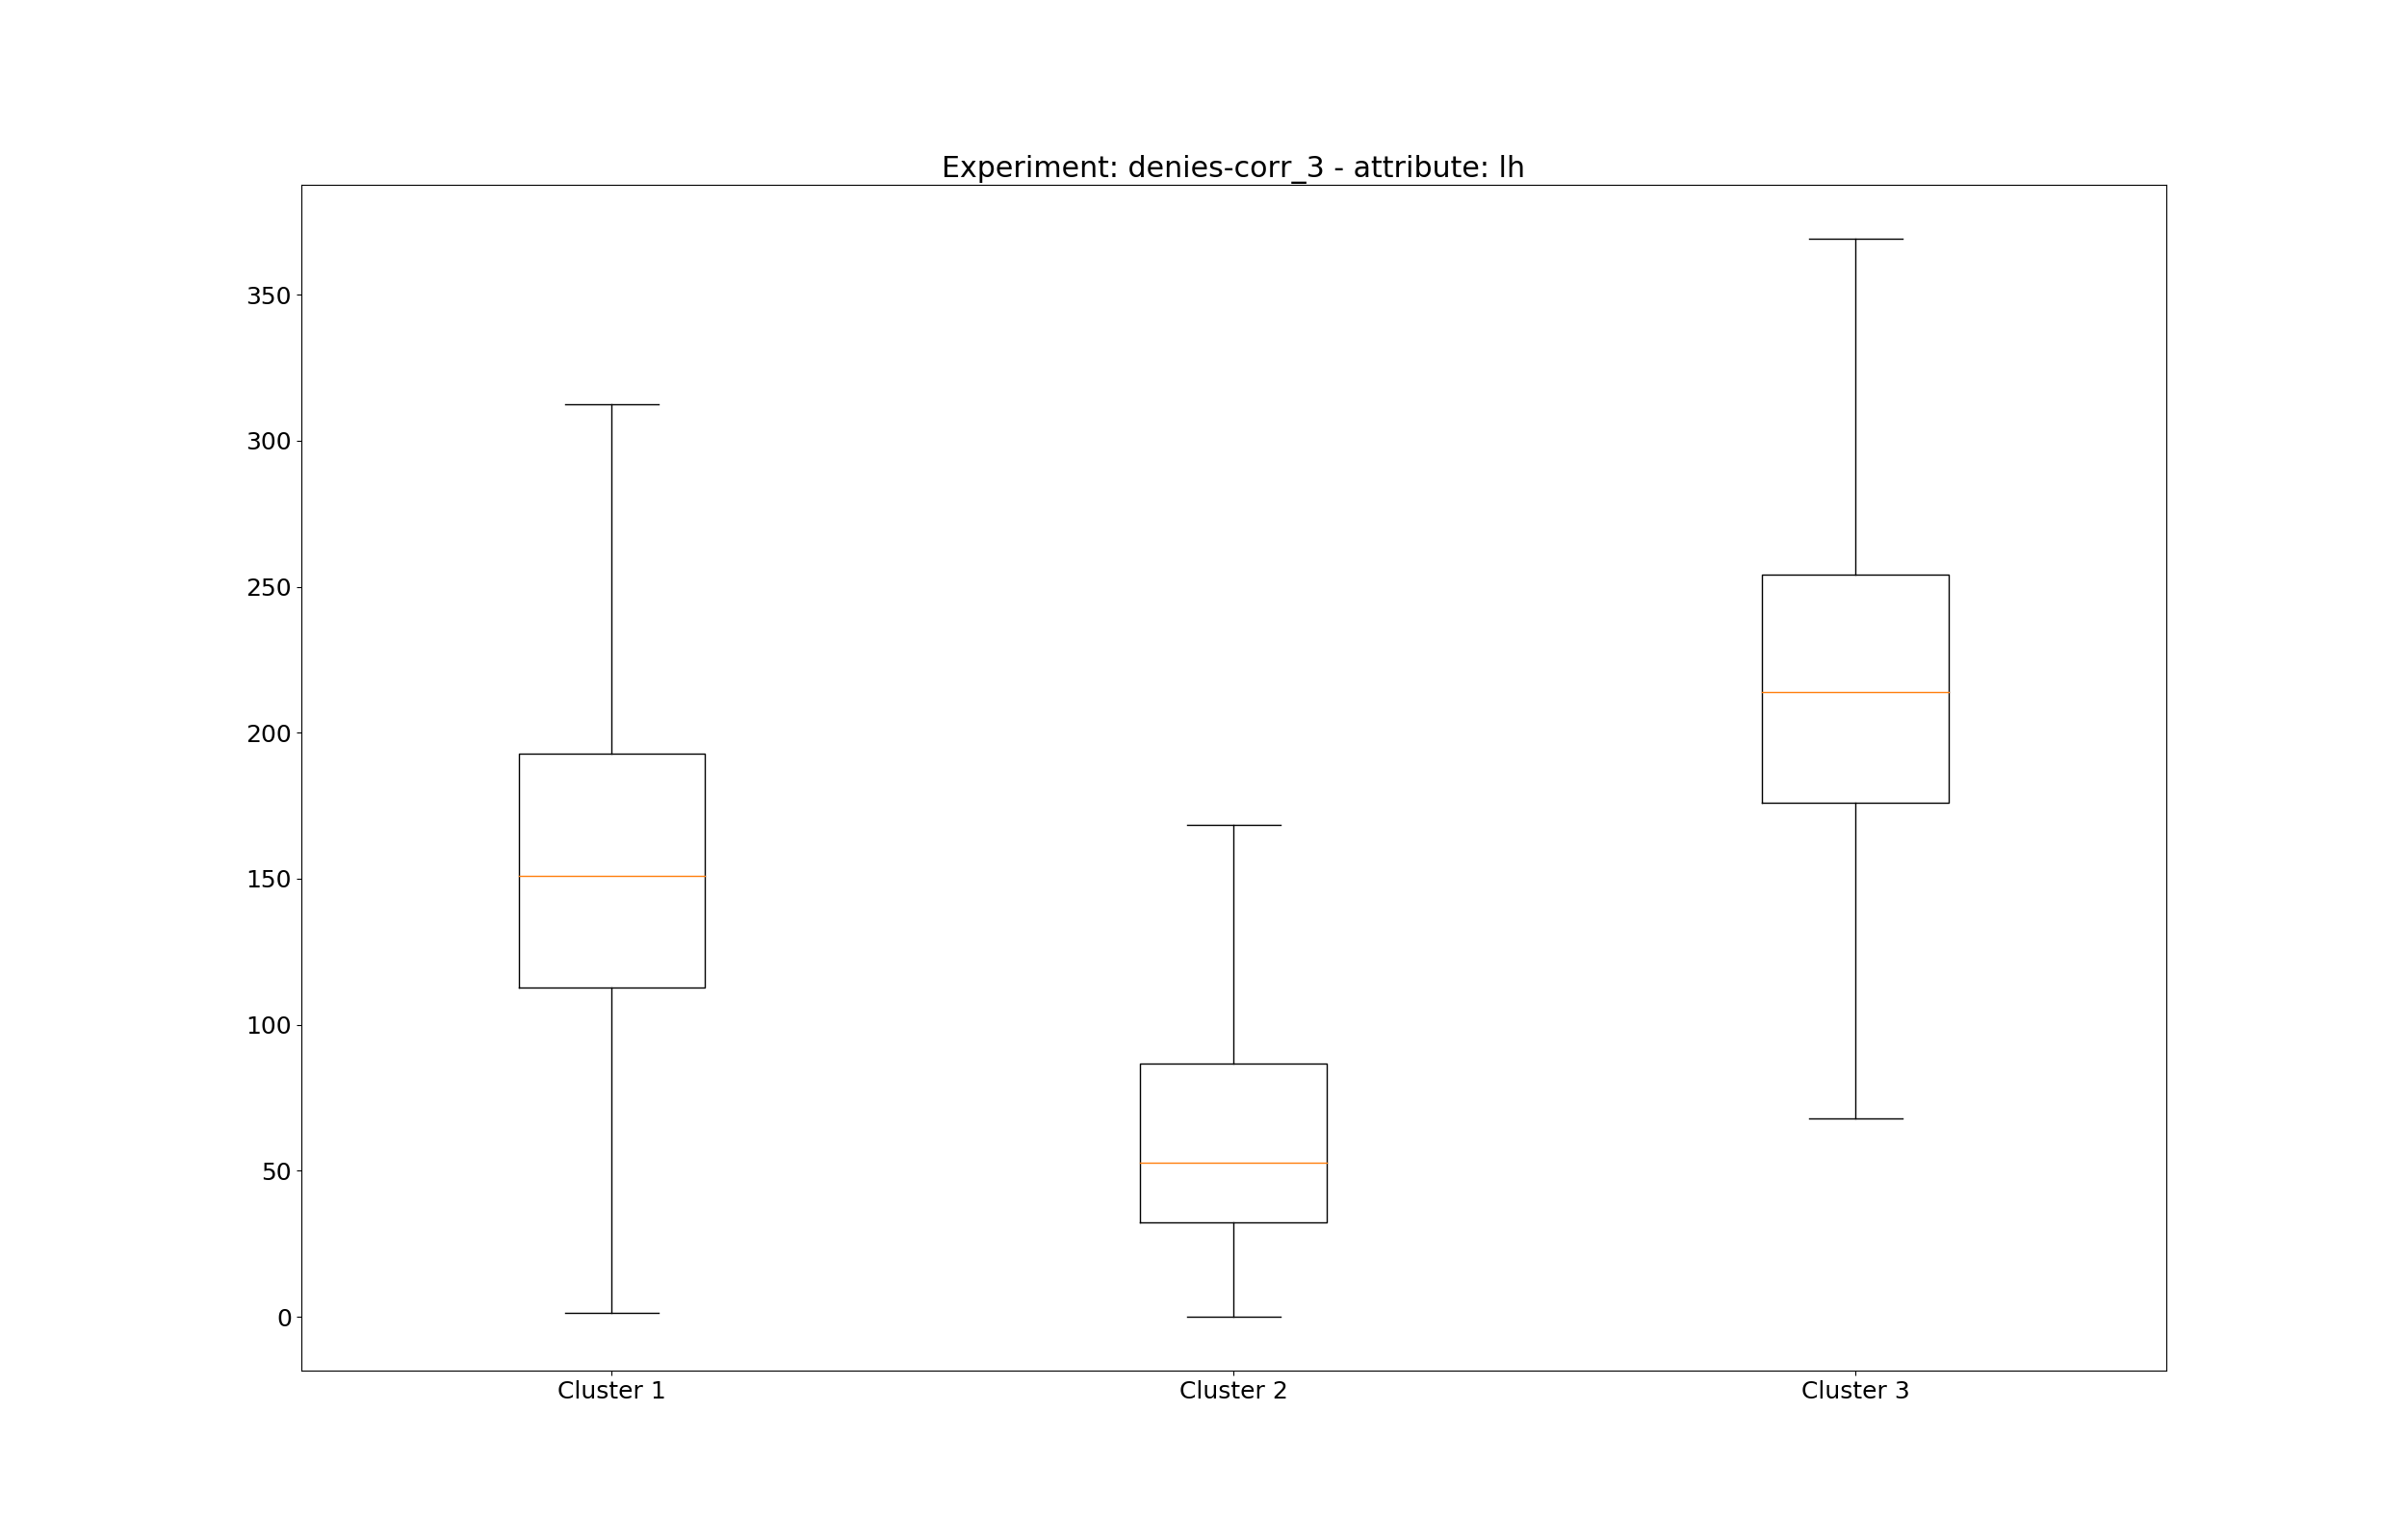 Experiment: denies-corr_3 - attribute: lh
350
300
250
200
150
100
50
0
Cluster 1
Cluster 2
Cluster 3